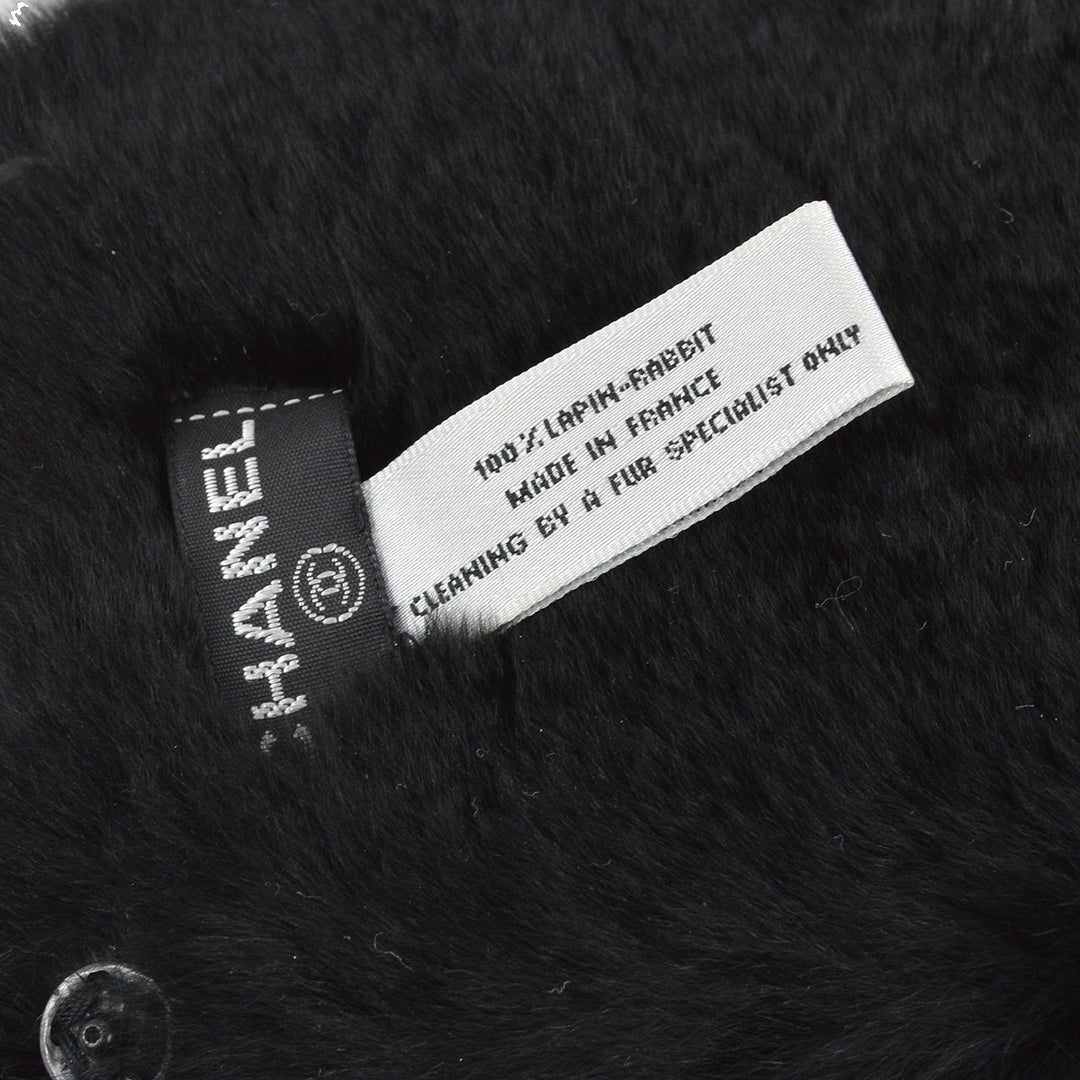 CHANEL
100% LAPIN-RABBIT
MADE IN FRANCE
CLEANING BY A FUR SPECIALIST ONLY